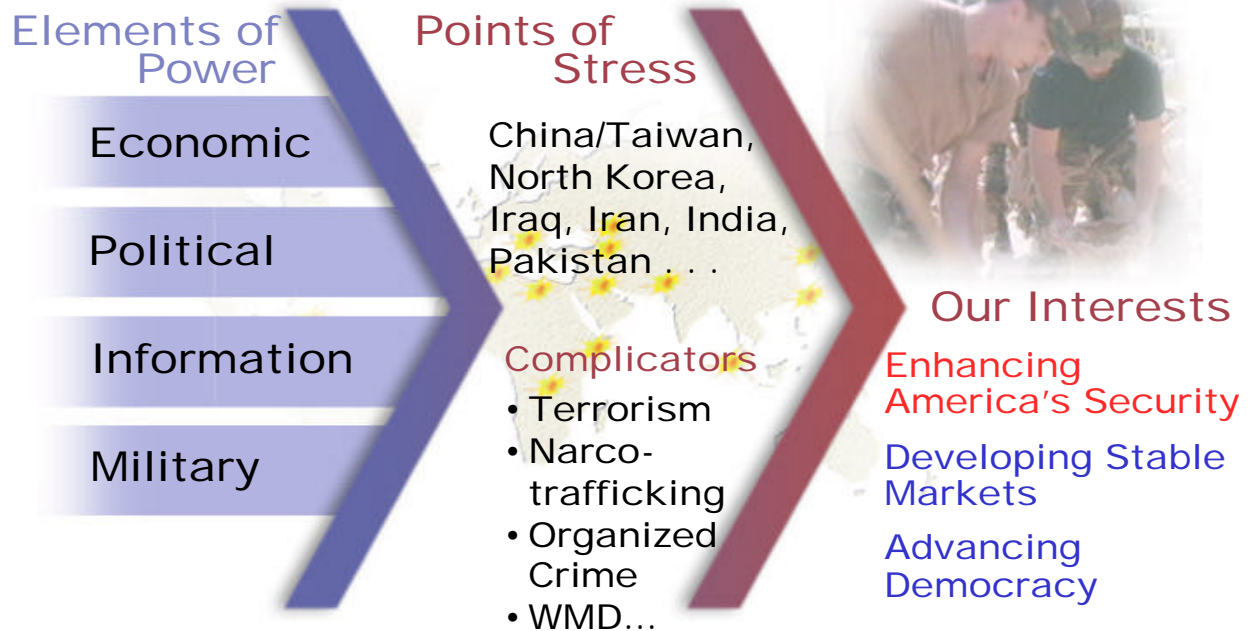 Elements of
Power
Economic
Political
Information
Military
Points of
Stress
China/Taiwan,
North Korea,
Iraq, Iran, India,
Pakistan . . .
Complicators
• Terrorism
• Narco-
trafficking
• Organized
Crime
• WMD...
Our Interests
Enhancing
America's Security
Developing Stable
Markets
Advancing
Democracy